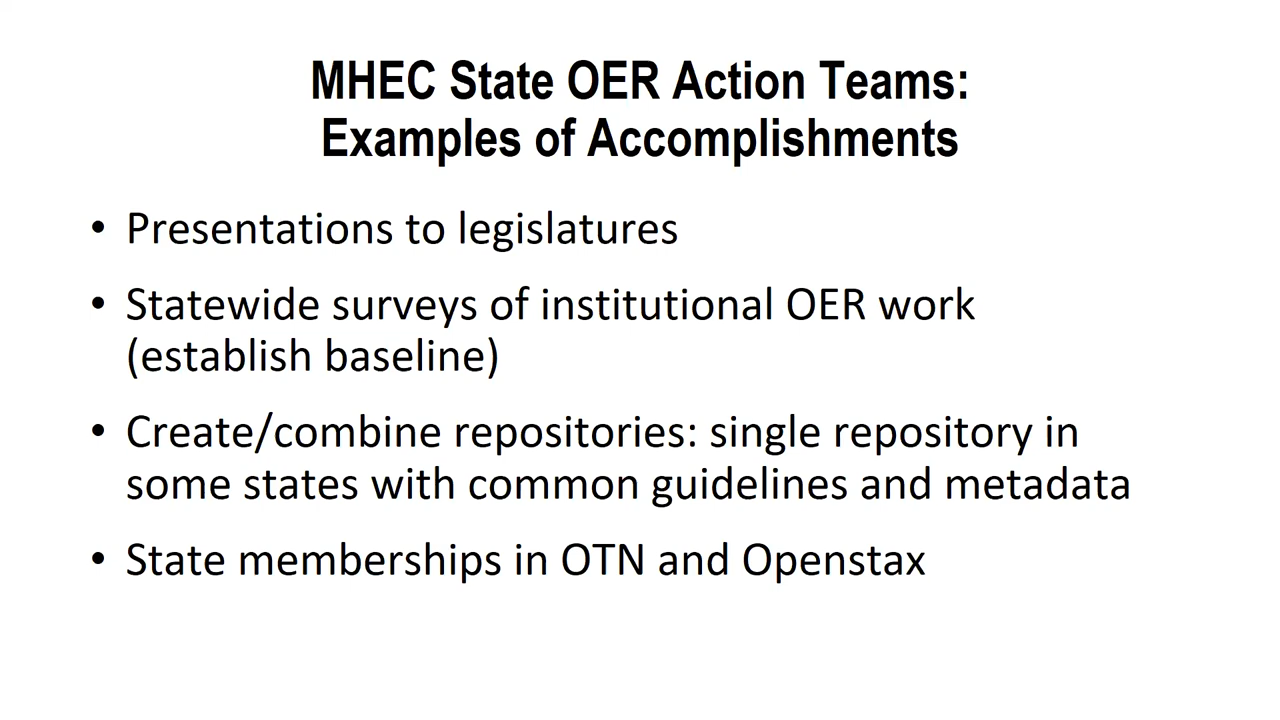 MHEC State OER Action Teams:
Examples of Accomplishments
• Presentations to legislatures
• Statewide surveys of institutional OER work
(establish baseline)
• Create/combine repositories: single repository in
some states with common guidelines and metadata
• State memberships in OTN and Openstax